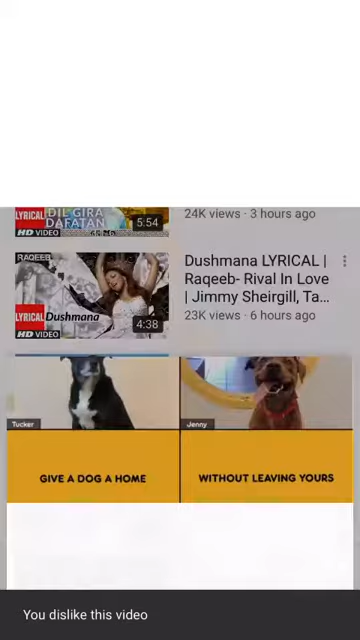 LYRICAL
DIL GIRA
DAFATAN
5:54
HD VIDEO
24K views · 3 hours ago
RAQEEB
LYRICAL
Dushmana
4:38
HD VIDEO
Dushmana LYRICAL |
Raqeeb- Rival In Love
| Jimmy Sheirgill, Ta...
23K views · 6 hours ago
Tucker
Jenny
GIVE A DOG A HOME
WITHOUT LEAVING YOURS
You dislike this video